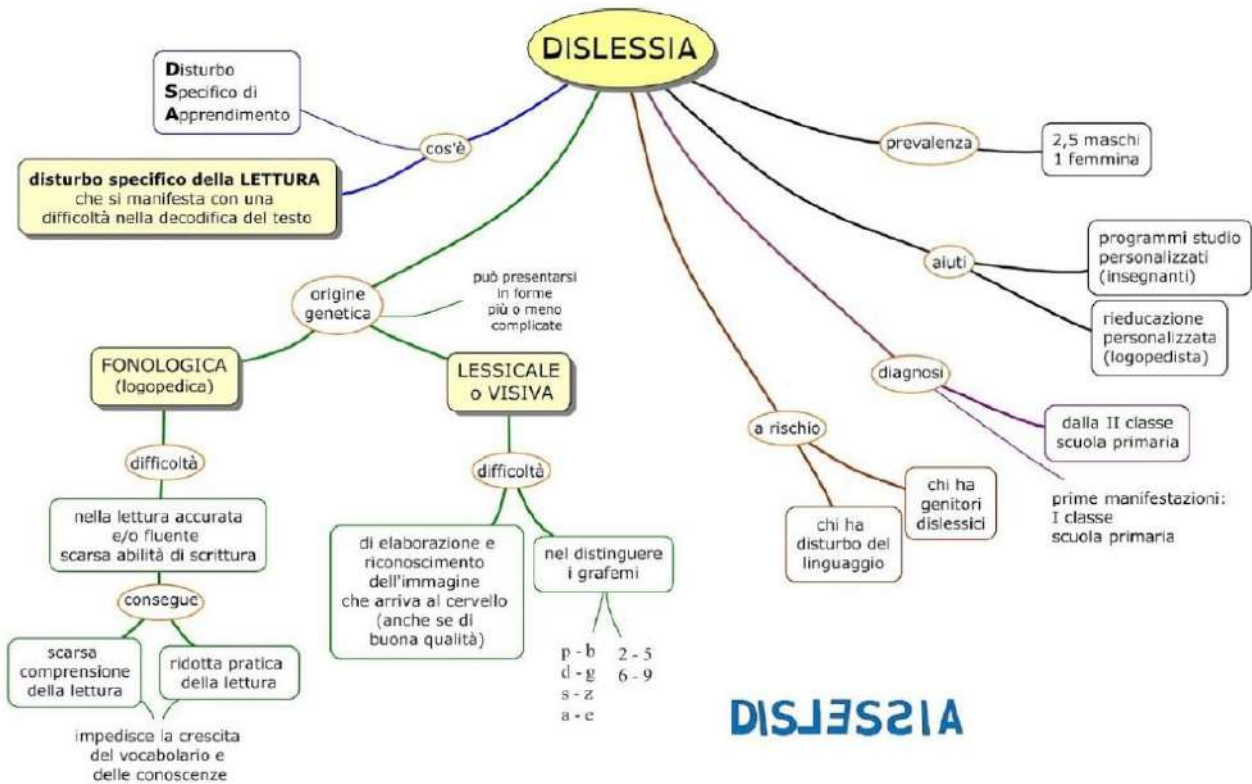 DISLESSIA
Disturbo
Specifico di
Apprendimento
cos'è
disturbo specifico della LETTURA
che si manifesta con una
difficoltà nella decodifica del testo
origine
genetica
può presentarsi
in forme
più o meno
complicate
FONOLOGICA
(logopedica)
difficoltà
nella lettura accurata
e/o fluente
scarsa abilità di scrittura
consegue
scarsa
comprensione
della lettura
ridotta pratica
della lettura
impedisce la crescita
del vocabolario e
delle conoscenze
LESSICALE
o VISIVA
difficoltà
di elaborazione e
riconoscimento
dell'immagine
che arriva al cervello
(anche se di
buona qualità)
nel distinguere
i grafemi
p - b
d - g
s - z
a - e
2 - 5
6 - 9
a rischio
chi ha
disturbo del
linguaggio
chi ha
genitori
dislessici
diagnosi
dalla II classe
scuola primaria
prime manifestazioni:
I classe
scuola primaria
aiuti
programmi studio
personalizzati
(insegnanti)
rieducazione
personalizzata
(logopedista)
prevalenza
2,5 maschi
1 femmina
DISLESSIA